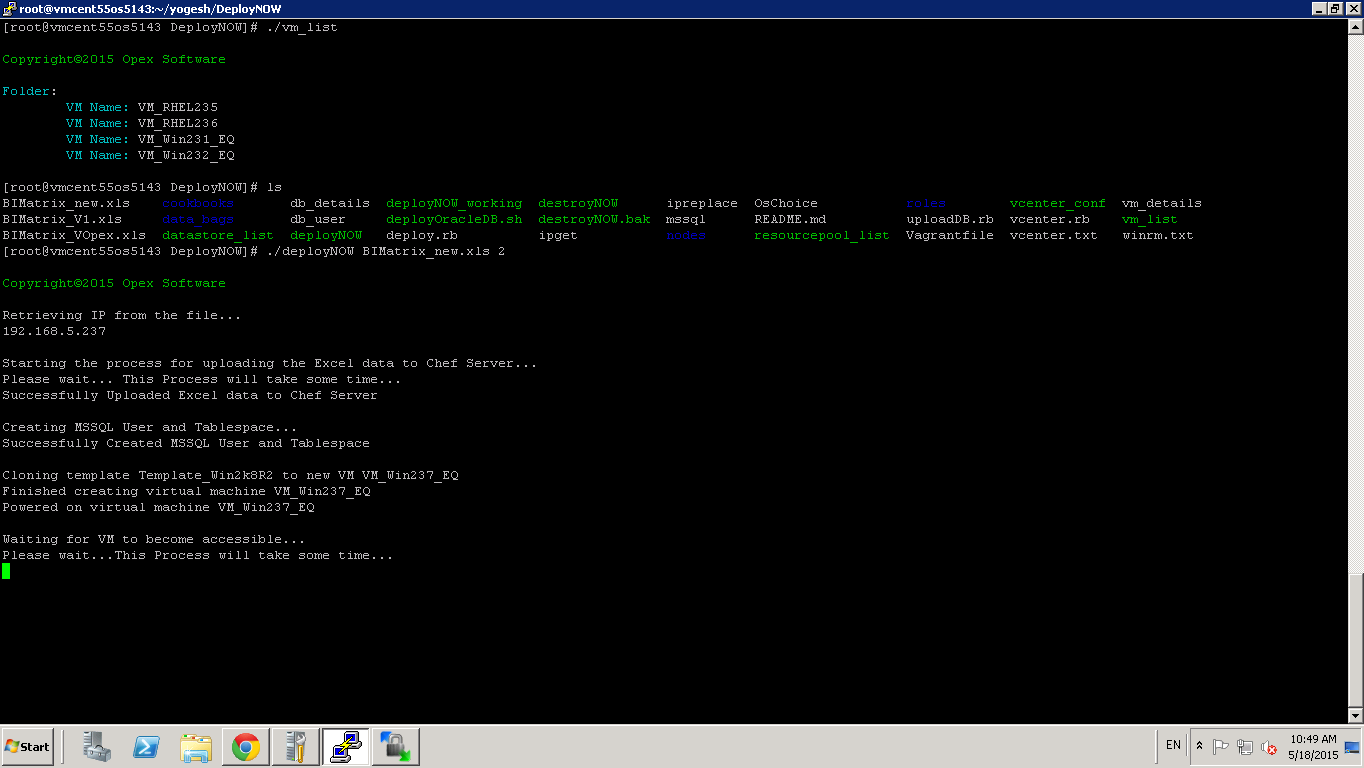 root@vmcent55os5143:~/yogesh/DeployNOW
[root@vmcent55os5143 DeployNOW]# ./vm_list
Copyright©2015 Opex Software
Folder:
VM Name: VM_RHEL235
VM Name: VM_RHEL236
VM Name: VM_Win231_EQ
VM Name: VM_Win232_EQ
[root@vmcent55os5143 DeployNOW]# ls
BIMatrix_new.xls cookbooks db_details deployNOW_working destroyNOW ipreplace OsChoice roles vcenter_conf vm_details
BIMatrix_V1.xls data_bags db_user deployOracleDB.sh destroyNOW.bak mssql README.md uploadDB.rb vcenter.rb vm_list
BIMatrix_VOpex.xls datastore_list deployNOW deploy.rb ipget nodes resourcepool_list Vagrantfile vcenter.txt winrm.txt
[root@vmcent55os5143 DeployNOW]# ./deployNOW BIMatrix_new.xls 2
Copyright©2015 Opex Software
Retrieving IP from the file...
192.168.5.237
Starting the process for uploading the Excel data to Chef Server...
Please wait... This Process will take some time...
Successfully Uploaded Excel data to Chef Server
Creating MSSQL User and Tablespace...
Successfully Created MSSQL User and Tablespace
Cloning template Template_Win2k8R2 to new VM VM_Win237_EQ
Finished creating virtual machine VM_Win237_EQ
Powered on virtual machine VM_Win237_EQ
Waiting for VM to become accessible...
Please wait...This Process will take some time...
Start
EN
10:49 AM
5/18/2015